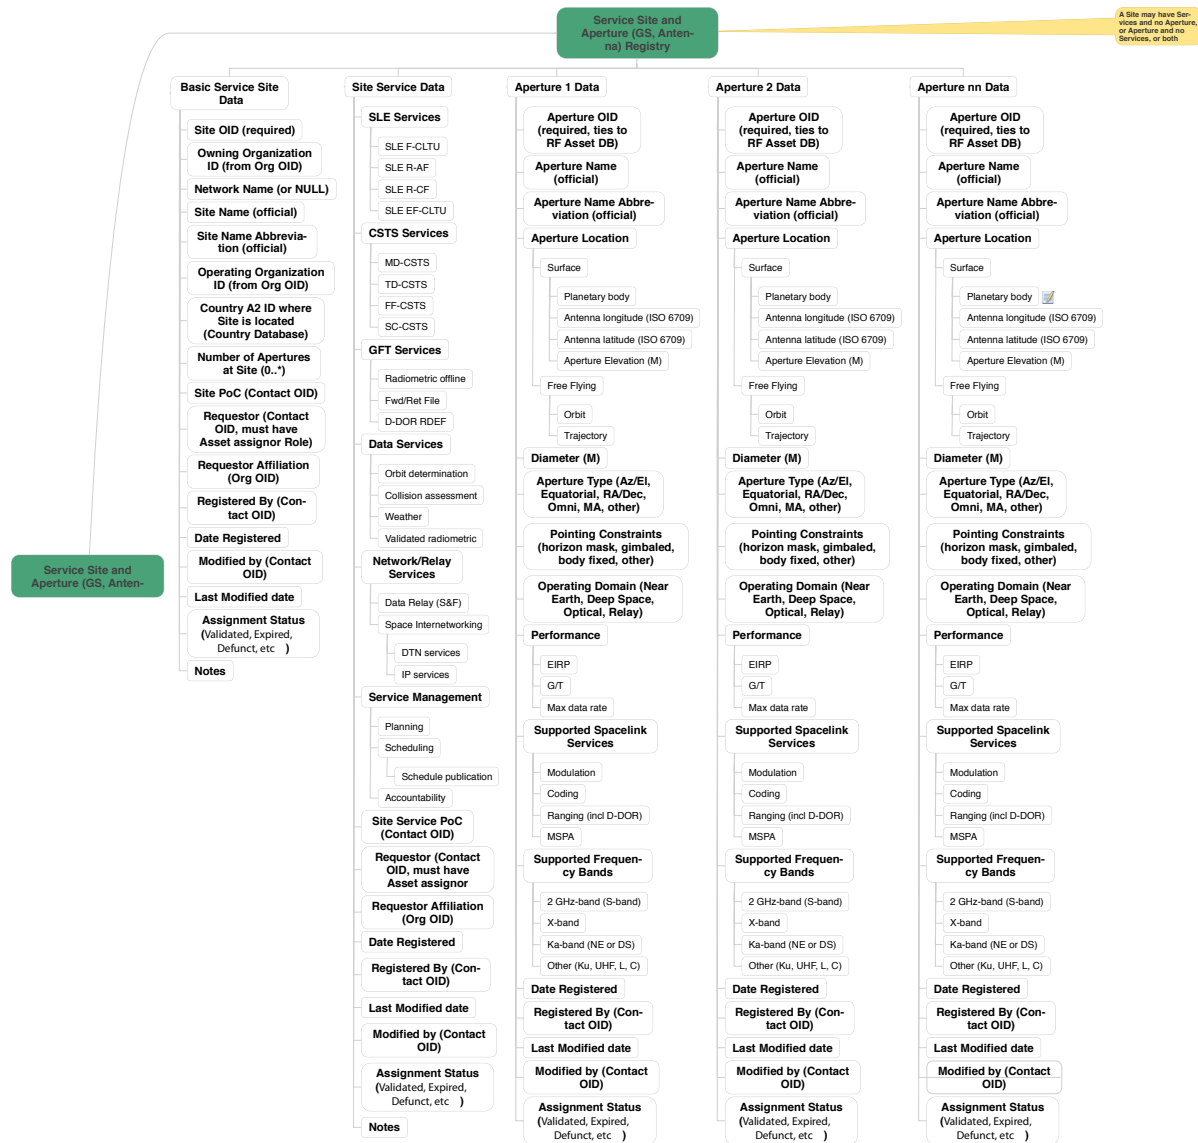 Service Site and
Aperture (GS, Anten-
na) Registry
A Site may have Ser-
vices and no Aperture,
or Aperture and no
Services, or both
Service Site and
Aperture (GS, Anten-
Basic Service Site
Data
Site OID (required)
Owning Organization
ID (from Org OID)
Network Name (or NULL)
Site Name (official)
Site Name Abbrevia-
tion (official)
Operating Organization
ID (from Org OID)
Country A2 ID where
Site is located
(Country Database)
Number of Apertures
at Site (0..*)
Site PoC (Contact OID)
Requestor (Contact
OID, must have
Asset assignor Role)
Requestor Affiliation
(Org OID)
Registered By (Con-
tact OID)
Date Registered
Modified by (Contact
OID)
Last Modified date
Assignment Status
(Validated, Expired,
Defunct, etc )
Notes
Site Service Data
SLE Services
SLE F-CLTU
SLE R-AF
SLE R-CF
SLE EF-CLTU
CSTS Services
MD-CSTS
TD-CSTS
FF-CSTS
SC-CSTS
GFT Services
Radiometric offline
Fwd/Ret File
D-DOR RDEF
Data Services
Orbit determination
Collision assessment
Weather
Validated radiometric
Network/Relay
Services
Data Relay (S&F)
Space Internetworking
DTN services
IP services
Service Management
Planning
Scheduling
Schedule publication
Accountability
Site Service PoC
(Contact OID)
Requestor (Contact
OID, must have
Asset assignor
Requestor Affiliation
(Org OID)
Date Registered
Registered By (Con-
tact OID)
Last Modified date
Modified by (Contact
OID)
Assignment Status
(Validated, Expired,
Defunct, etc )
Notes
Aperture 1 Data
Aperture OID
(required, ties to
RF Asset DB)
Aperture Name
(official)
Aperture Name Abbre-
viation (official)
Aperture Location
Surface
Planetary body
Antenna longitude (ISO 6709)
Antenna latitude (ISO 6709)
Aperture Elevation (M)
Free Flying
Orbit
Trajectory
Diameter (M)
Aperture Type (Az/El,
Equatorial, RA/Dec,
Omni, MA, other)
Pointing Constraints
(horizon mask, gimbaled,
body fixed, other)
Operating Domain (Near
Earth, Deep Space,
Optical, Relay)
Performance
EIRP
G/T
Max data rate
Supported Spacelink
Services
Modulation
Coding
Ranging (incl D-DOR)
MSPA
Supported Frequen-
cy Bands
2 GHz-band (S-band)
X-band
Ka-band (NE or DS)
Other (Ku, UHF, L, C)
Date Registered
Registered By (Con-
tact OID)
Last Modified date
Modified by (Contact
OID)
Assignment Status
(Validated, Expired,
Defunct, etc )
Aperture 2 Data
Aperture OID
(required, ties to
RF Asset DB)
Aperture Name
(official)
Aperture Name Abbre-
viation (official)
Aperture Location
Surface
Planetary body
Antenna longitude (ISO 6709)
Antenna latitude (ISO 6709)
Aperture Elevation (M)
Free Flying
Orbit
Trajectory
Diameter (M)
Aperture Type (Az/El,
Equatorial, RA/Dec,
Omni, MA, other)
Pointing Constraints
(horizon mask, gimbaled,
body fixed, other)
Operating Domain (Near
Earth, Deep Space,
Optical, Relay)
Performance
EIRP
G/T
Max data rate
Supported Spacelink
Services
Modulation
Coding
Ranging (incl D-DOR)
MSPA
Supported Frequen-
cy Bands
2 GHz-band (S-band)
X-band
Ka-band (NE or DS)
Other (Ku, UHF, L, C)
Date Registered
Registered By (Con-
tact OID)
Last Modified date
Modified by (Contact
OID)
Assignment Status
(Validated, Expired,
Defunct, etc )
Aperture nn Data
Aperture OID
(required, ties to
RF Asset DB)
Aperture Name
(official)
Aperture Name Abbre-
viation (official)
Aperture Location
Surface
Planetary body
Antenna longitude (ISO 6709)
Antenna latitude (ISO 6709)
Aperture Elevation (M)
Free Flying
Orbit
Trajectory
Diameter (M)
Aperture Type (Az/El,
Equatorial, RA/Dec,
Omni, MA, other)
Pointing Constraints
(horizon mask, gimbaled,
body fixed, other)
Operating Domain (Near
Earth, Deep Space,
Optical, Relay)
Performance
EIRP
G/T
Max data rate
Supported Spacelink
Services
Modulation
Coding
Ranging (incl D-DOR)
MSPA
Supported Frequen-
cy Bands
2 GHz-band (S-band)
X-band
Ka-band (NE or DS)
Other (Ku, UHF, L, C)
Date Registered
Registered By (Con-
tact OID)
Last Modified date
Modified by (Contact
OID)
Assignment Status
(Validated, Expired,
Defunct, etc )